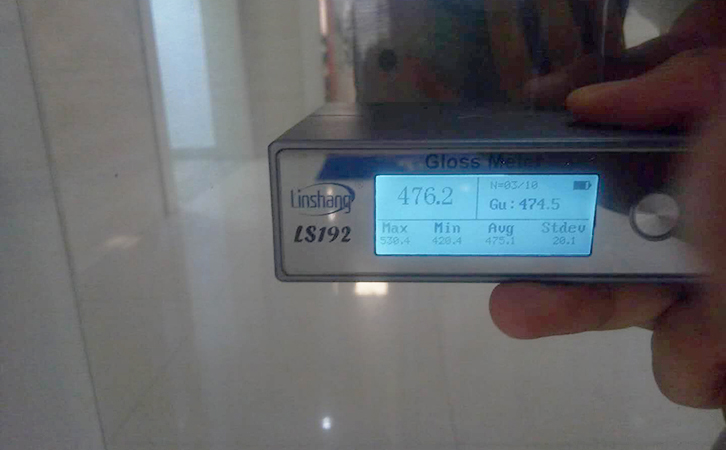 Gloss Meter
Linshang
LS192
476.2
N=03/10
Gu: 474.5
Max Min Avg Stdev
530.4 428.4 475.1 20.1